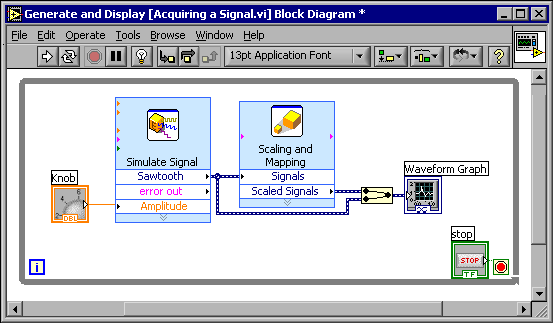 Generate and Display [Acquiring a Signal.vi] Block Diagram *
File Edit Operate Tools Browse Window Help
13pt Application Font
Simulate Signal
Sawtooth
error out
Amplitude
Scaling and
Mapping
Signals
Scaled Signals
Knob
DBL
Waveform Graph
stop
STOP
TF
i